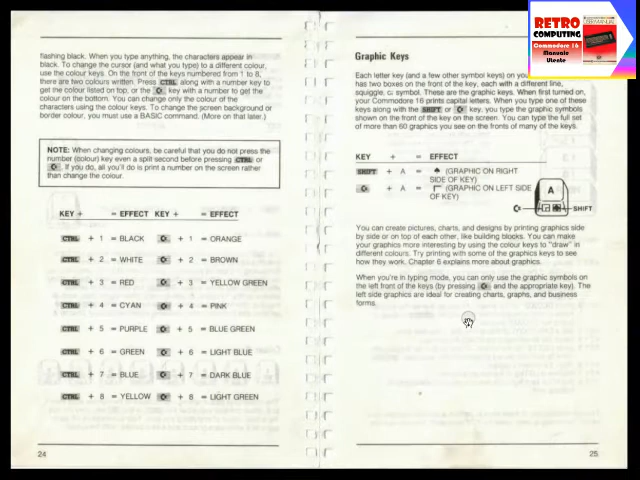 flashing black. When you type anything, the characters appear in
black. To change the cursor (and what you type) to a different colour,
use the colour keys. On the front of the keys numbered from 1 to 8,
there are two colours written. Press CTRL along with a number key to
get the colour listed on top, or the C= key with a number to get the
colour on the bottom. You can change only the colour of the
characters using the colour keys. To change the screen background or
border colour, you must use a BASIC command. (More on that later.)
NOTE: When changing colours, be careful that you do not press the
number (colour) key even a split second before pressing CTRL or
C=. If you do, all you'll do is print a number on the screen rather
than change the colour.
KEY + = EFFECT KEY + = EFFECT
CTRL + 1 = BLACK C= + 1 = ORANGE
CTRL + 2 = WHITE C= + 2 = BROWN
CTRL + 3 = RED C= + 3 = YELLOW GREEN
CTRL + 4 = CYAN C= + 4 = PINK
CTRL + 5 = PURPLE C= + 5 = BLUE GREEN
CTRL + 6 = GREEN C= + 6 = LIGHT BLUE
CTRL + 7 = BLUE C= + 7 = DARK BLUE
CTRL + 8 = YELLOW C= + 8 = LIGHT GREEN
24
Graphic Keys
Each letter key (and a few other symbol keys) on
has two boxes on the front of the key, each with a different line,
squiggle, or symbol. These are the graphic keys. When first turned on,
your Commodore 16 prints capital letters. When you type one of these
keys along with the SHIFT or C= key, you type the graphic symbols
shown on the front of the key on the screen. You can type the full set
of more than 60 graphics you see on the fronts of many of the keys.
KEY + = EFFECT
SHIFT + A = ♠ (GRAPHIC ON RIGHT
SIDE OF KEY)
C= + A = ┌ (GRAPHIC ON LEFT SIDE
OF KEY)
A
C= SHIFT
You can create pictures, charts, and designs by printing graphics side
by side or on top of each other, like building blocks. You can make
your graphics more interesting by using the colour keys to "draw" in
different colours. Try printing with some of the graphics keys to see
how they work. Chapter 6 explains more about graphics.
When you're in typing mode, you can only use the graphic symbols on
the left front of the keys (by pressing C= and the appropriate key). The
left side graphics are ideal for creating charts, graphs, and business
forms.
25
RETRO
COMPUTING
Commodore 16
Manuale
Utente
USER MANUAL